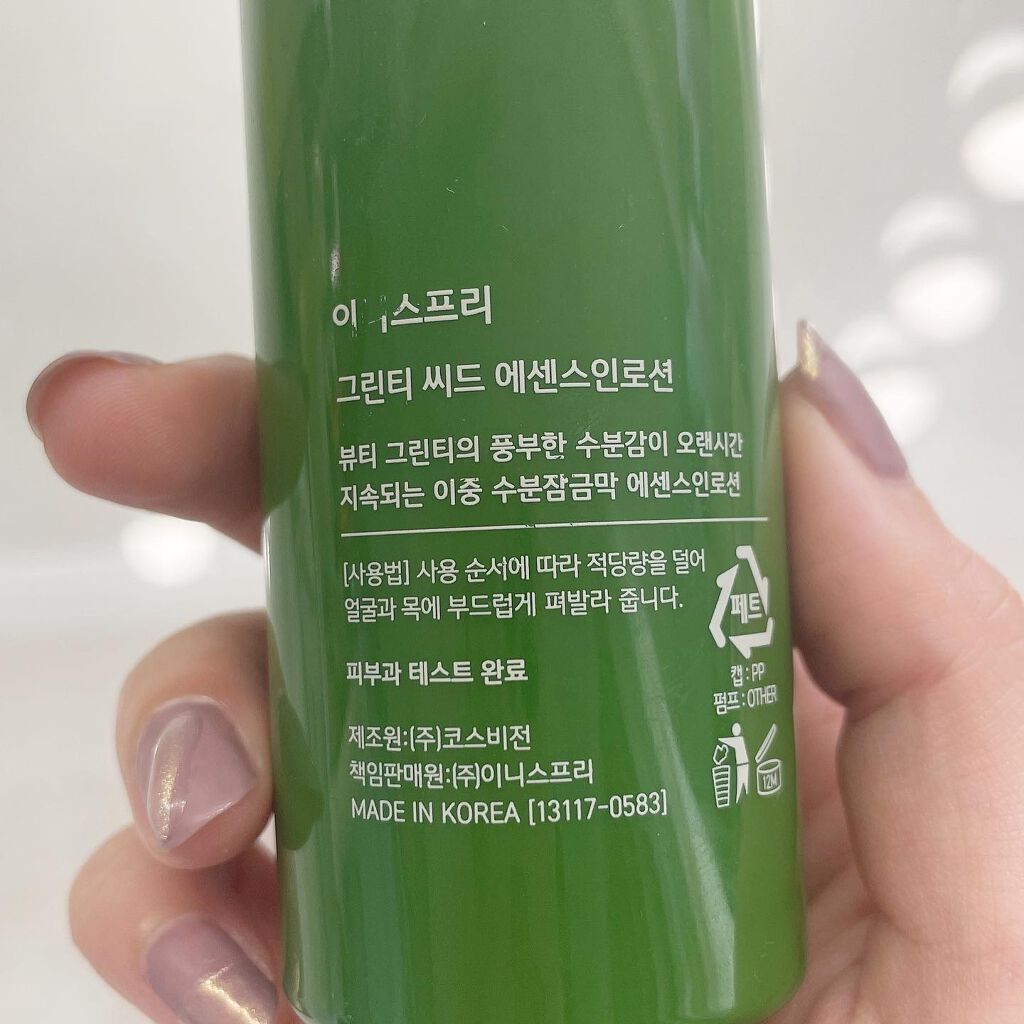 이니스프리
그린티 씨드 에센스인로션
뷰티 그린티의 풍부한 수분감이 오랜시간
지속되는 이중 수분잠금막 에센스인로션
[사용법] 사용 순서에 따라 적당량을 덜어
얼굴과 목에 부드럽게 펴발라 줍니다.
페트
캡 : PP
펌프 : OTHER
피부과 테스트 완료
제조원:(주)코스비전
책임판매원:(주)이니스프리
MADE IN KOREA [13117-0583]
12M